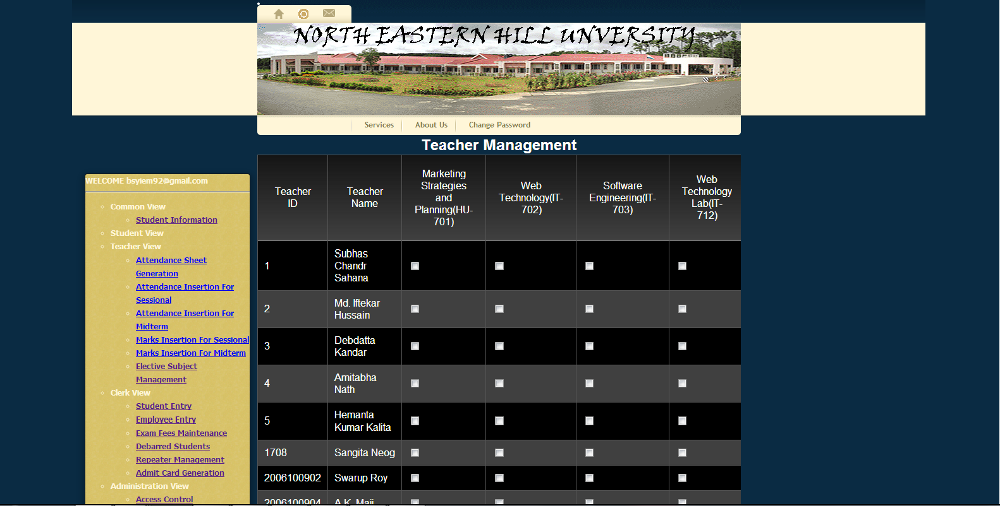 NORTH EASTERN HILL UNVERSITY
Services About Us Change Password
Teacher Management
WELCOME bsyiem92@gmail.com
Common View
Student Information
Student View
Teacher View
Attendance Sheet
Generation
Attendance Insertion For
Sessional
Attendance Insertion For
Midterm
Marks Insertion For Sessional
Marks Insertion For Midterm
Elective Subject
Management
Clerk View
Student Entry
Employee Entry
Exam Fees Maintenance
Debarred Students
Repeater Management
Admit Card Generation
Administration View
Access Control
Teacher
ID
Teacher
Name
Marketing
Strategies
and
Planning(HU-
701)
Web
Technology(IT-
702)
Software
Engineering(IT-
703)
Web
Technology
Lab(IT-
712)
1
Subhas
Chandr
Sahana
2
Md. Iftekar
Hussain
3
Debdatta
Kandar
4
Amitabha
Nath
5
Hemanta
Kumar Kalita
1708 Sangita Neog
2006100902 Swarup Roy
2006100904 A.K. Maji